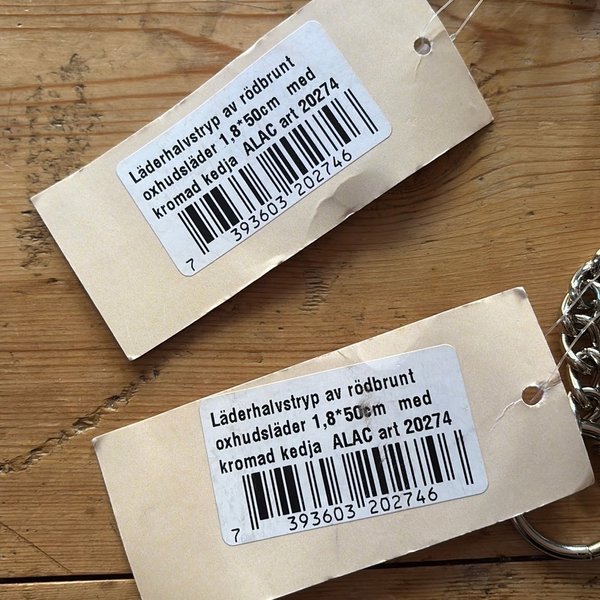 Läderhalvstryp av rödbrunt
oxhudsläder 1,8*50cm med
kromad kedja ALAC art 20274
7 393603 202746
Läderhalvstryp av rödbrunt
oxhudsläder 1,8*50cm med
kromad kedja ALAC art 20274
7 393603 202746